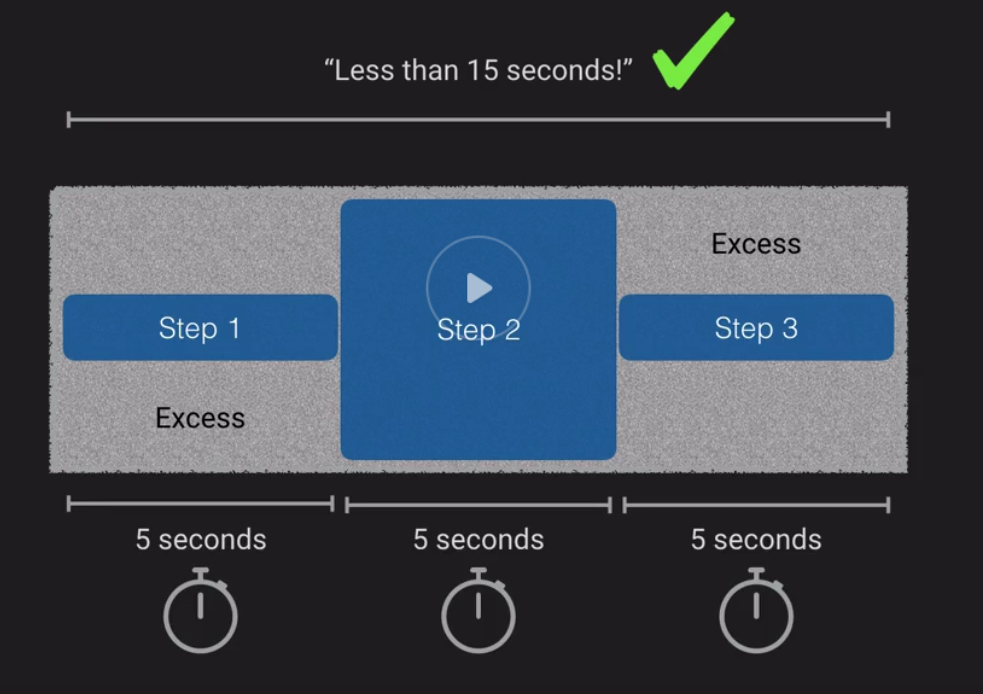 “Less than 15 seconds!”
Excess
Step 1
Step 2
Step 3
Excess
5 seconds
5 seconds
5 seconds